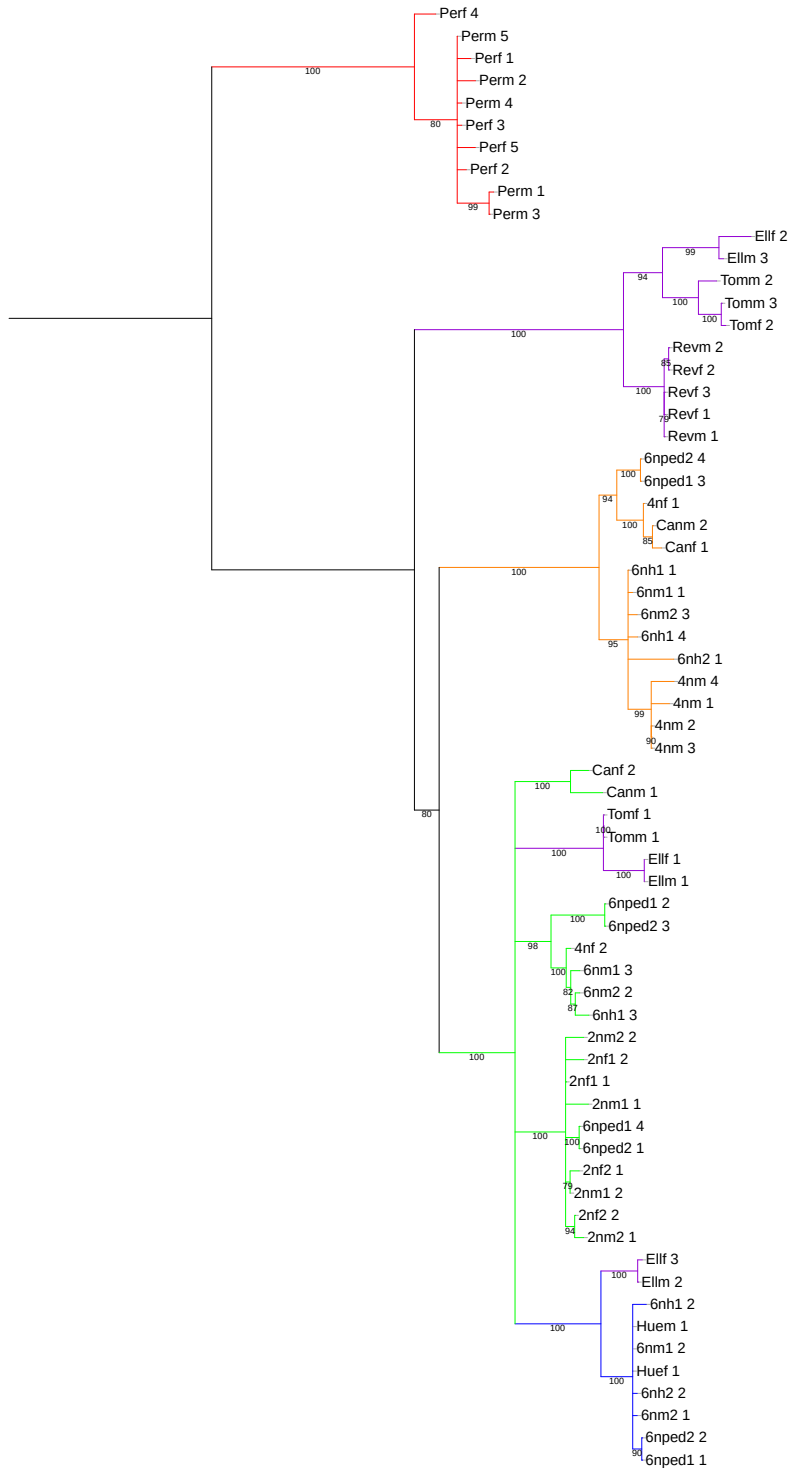 Perf 4
Perm 5
Perf 1
100
Perm 2
Perm 4
80
Perf 3
Perf 5
Perf 2
Perm 1
99
Perm 3
Ellf 2
99
Ellm 3
94
Tomm 2
100
Tomm 3
100
Tomf 2
100
Revm 2
85
Revf 2
100
Revf 3
79
Revf 1
Revm 1
6nped2 4
100
6nped1 3
94
4nf 1
100
Canm 2
85
Canf 1
100
6nh1 1
6nm1 1
6nm2 3
95
6nh1 4
6nh2 1
4nm 4
99
4nm 1
4nm 2
90
4nm 3
Canf 2
100
Canm 1
80
Tomf 1
100
Tomm 1
100
Ellf 1
100
Ellm 1
6nped1 2
100
6nped2 3
98
4nf 2
100
6nm1 3
82
6nm2 2
87
6nh1 3
2nm2 2
100
2nf1 2
2nf1 1
2nm1 1
6nped1 4
100
100
6nped2 1
2nf2 1
79
2nm1 2
2nf2 2
94
2nm2 1
Ellf 3
100
Ellm 2
6nh1 2
100
Huem 1
6nm1 2
Huef 1
100
6nh2 2
6nm2 1
6nped2 2
90
6nped1 1